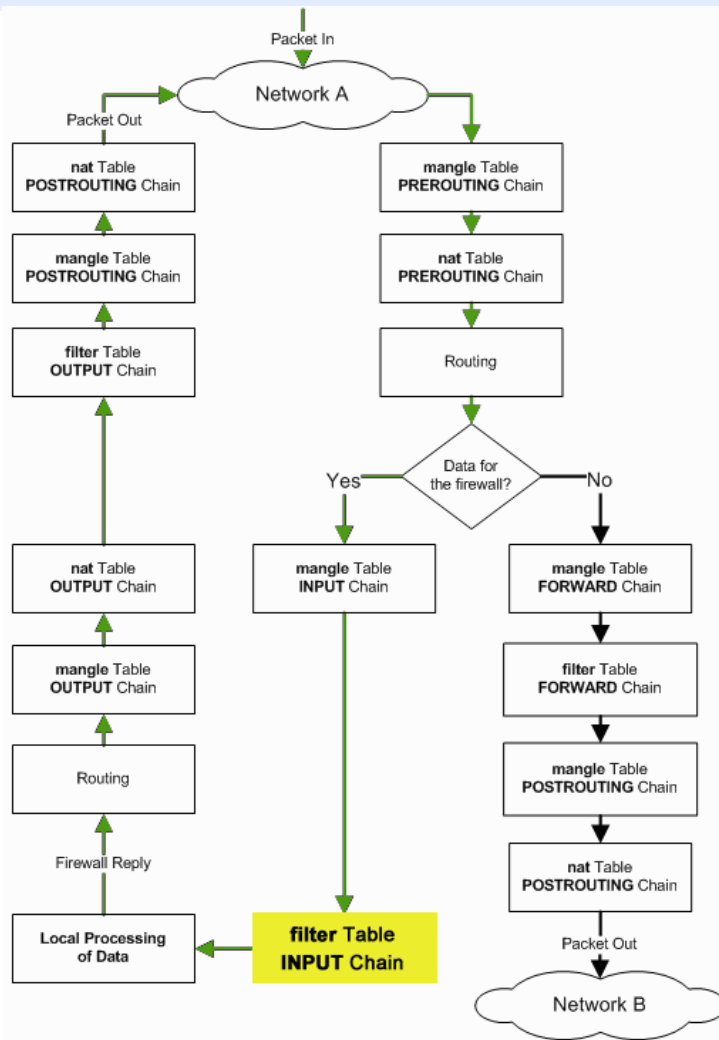 Packet In
Network A
Packet Out
nat Table
POSTROUTING Chain
mangle Table
POSTROUTING Chain
filter Table
OUTPUT Chain
nat Table
OUTPUT Chain
mangle Table
OUTPUT Chain
Routing
Firewall Reply
Local Processing
of Data
mangle Table
PREROUTING Chain
nat Table
PREROUTING Chain
Routing
Data for
the firewall?
Yes
No
mangle Table
INPUT Chain
filter Table
INPUT Chain
mangle Table
FORWARD Chain
filter Table
FORWARD Chain
mangle Table
POSTROUTING Chain
nat Table
POSTROUTING Chain
Packet Out
Network B